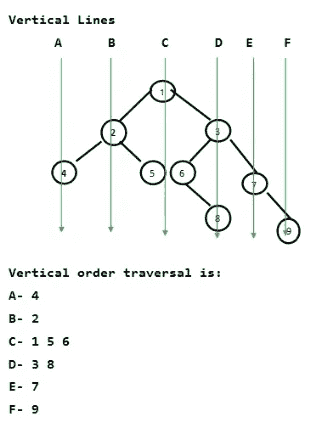 Vertical Lines
A B C D E F
1
2 3
4 5 6 7
8 9
Vertical order traversal is:
A- 4
B- 2
C- 1 5 6
D- 3 8
E- 7
F- 9